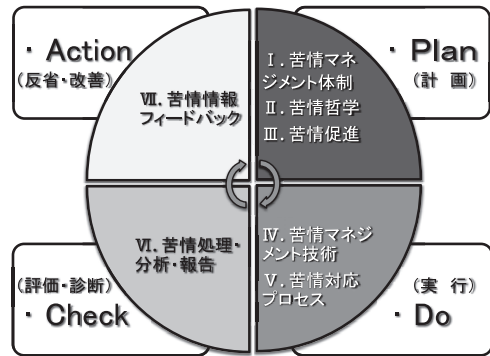 ・Action
(反省・改善)
・Plan
(計　画)
Ⅶ．苦情情報
フィードバック
Ⅰ．苦情マネ
ジメント体制
Ⅱ．苦情哲学
Ⅲ．苦情促進
Ⅵ．苦情処理・
分析・報告
Ⅳ．苦情マネジ
メント技術
Ⅴ．苦情対応
プロセス
(評価・診断)
・Check
(実　行)
・Do